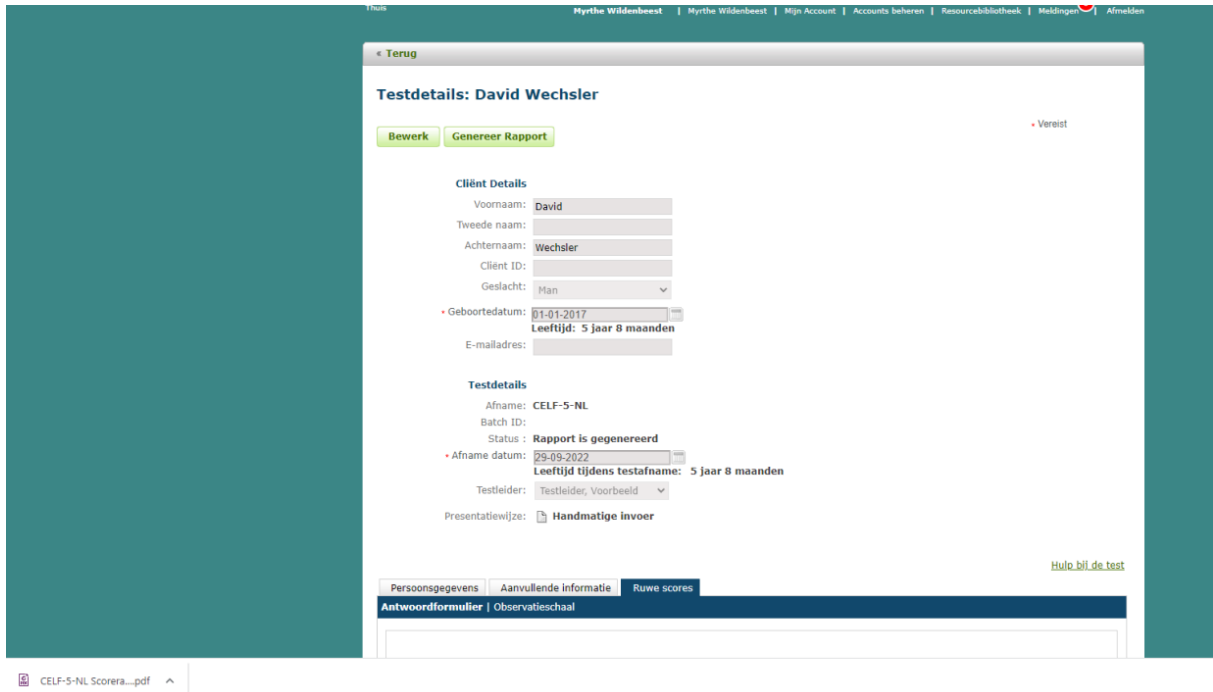 Thuis
Myrthe Wildenbeest | Myrthe Wildenbeest | Mijn Account | Accounts beheren | Resourcebibliotheek | Meldingen | Afmelden
« Terug
Testdetails: David Wechsler
• Vereist
Bewerk Genereer Rapport
Cliënt Details
Voornaam: David
Tweede naam:
Achternaam: Wechsler
Cliënt ID:
Geslacht: Man
• Geboortedatum: 01-01-2017
Leeftijd: 5 jaar 8 maanden
E-mailadres:
Testdetails
Afname: CELF-5-NL
Batch ID:
Status : Rapport is gegenereerd
• Afname datum: 29-09-2022
Leeftijd tijdens testafname: 5 jaar 8 maanden
Testleider: Testleider, Voorbeeld
Presentatiewijze: Handmatige invoer
Hulp bij de test
Persoonsgegevens Aanvullende informatie Ruwe scores
Antwoordformulier | Observatieschaal
CELF-5-NL Scorera....pdf